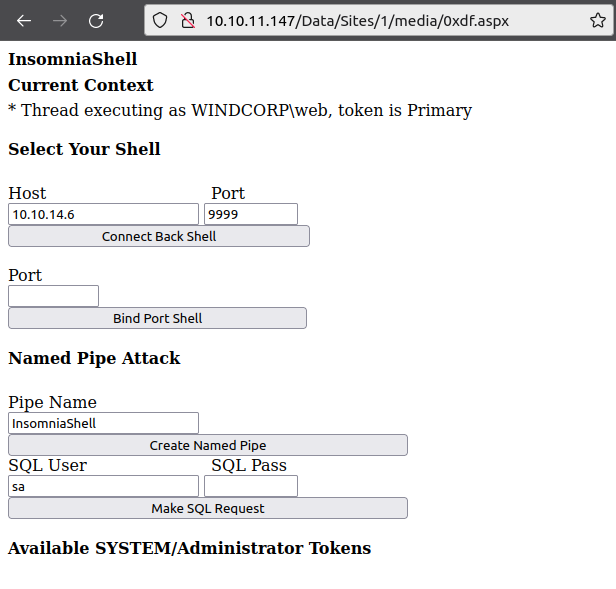 10.10.11.147/Data/Sites/1/media/0xdf.aspx
InsomniaShell
Current Context
* Thread executing as WINDCORP\web, token is Primary
Select Your Shell
Host Port
10.10.14.6 9999
Connect Back Shell
Port
Bind Port Shell
Named Pipe Attack
Pipe Name
InsomniaShell
Create Named Pipe
SQL User SQL Pass
sa
Make SQL Request
Available SYSTEM/Administrator Tokens